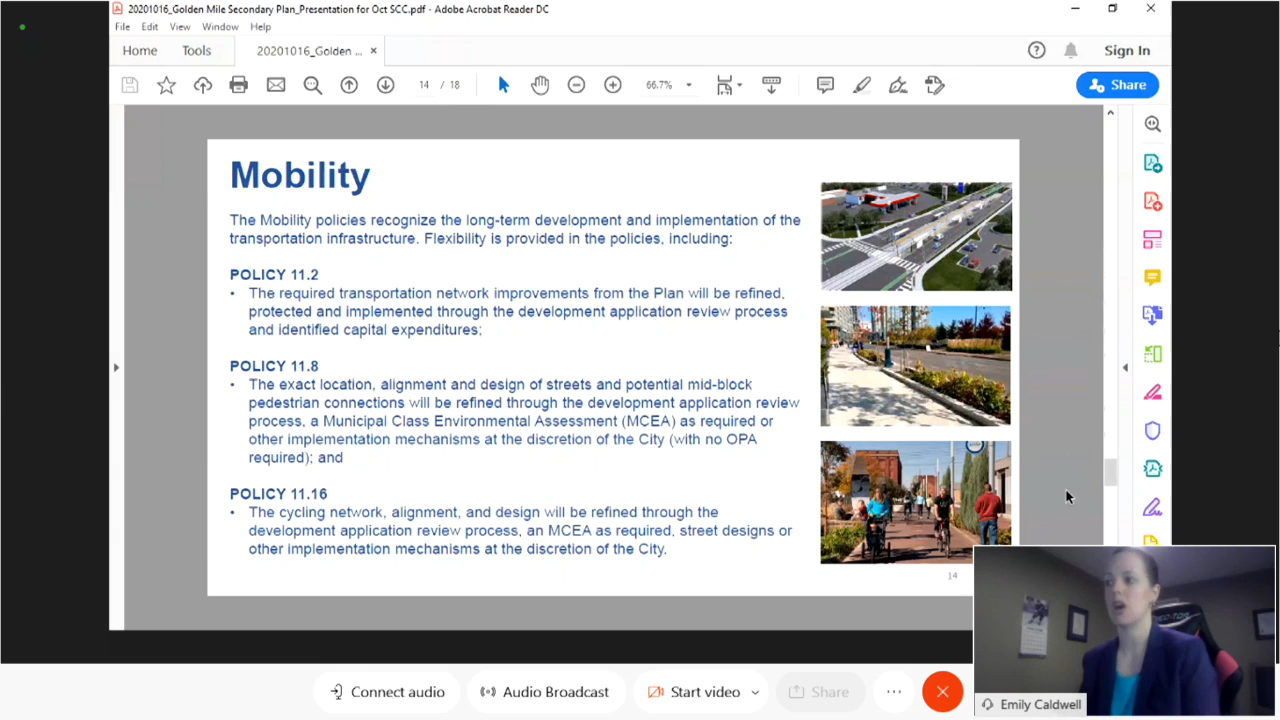 20201016_Golden Mile Secondary Plan_Presentation for Oct SCC.pdf - Adobe Acrobat Reader DC
File Edit View Window Help
Home Tools 20201016_Golden ... × Sign In
14 / 18 66.7% Share
Mobility
The Mobility policies recognize the long-term development and implementation of the
transportation infrastructure. Flexibility is provided in the policies, including:
POLICY 11.2
• The required transportation network improvements from the Plan will be refined,
protected and implemented through the development application review process
and identified capital expenditures;
POLICY 11.8
• The exact location, alignment and design of streets and potential mid-block
pedestrian connections will be refined through the development application review
process, a Municipal Class Environmental Assessment (MCEA) as required or
other implementation mechanisms at the discretion of the City (with no OPA
required); and
POLICY 11.16
• The cycling network, alignment, and design will be refined through the
development application review process, an MCEA as required, street designs or
other implementation mechanisms at the discretion of the City.
14
Connect audio Audio Broadcast Start video Share ...
Emily Caldwell